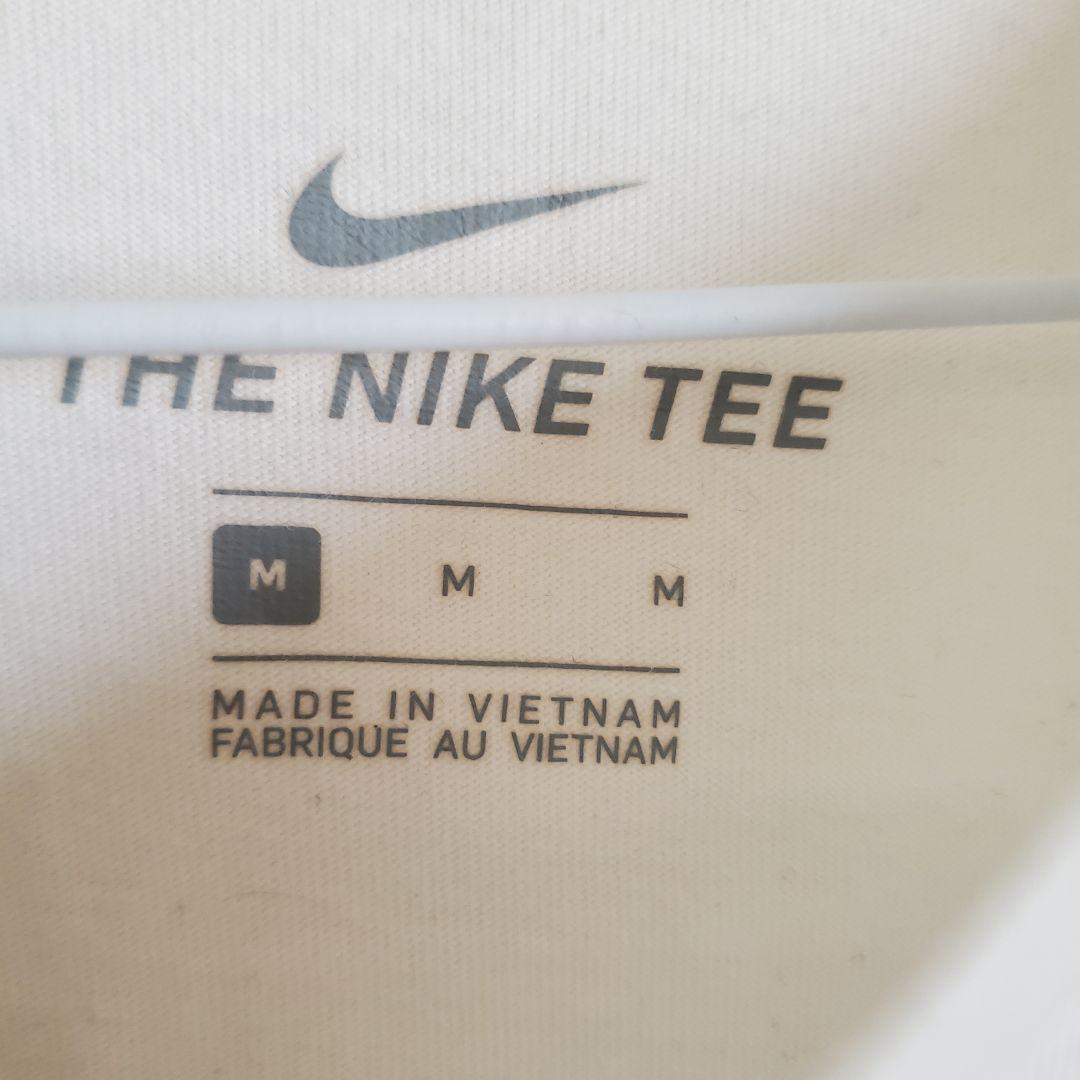 THE NIKE TEE
M M M
MADE IN VIETNAM
FABRIQUE AU VIETNAM